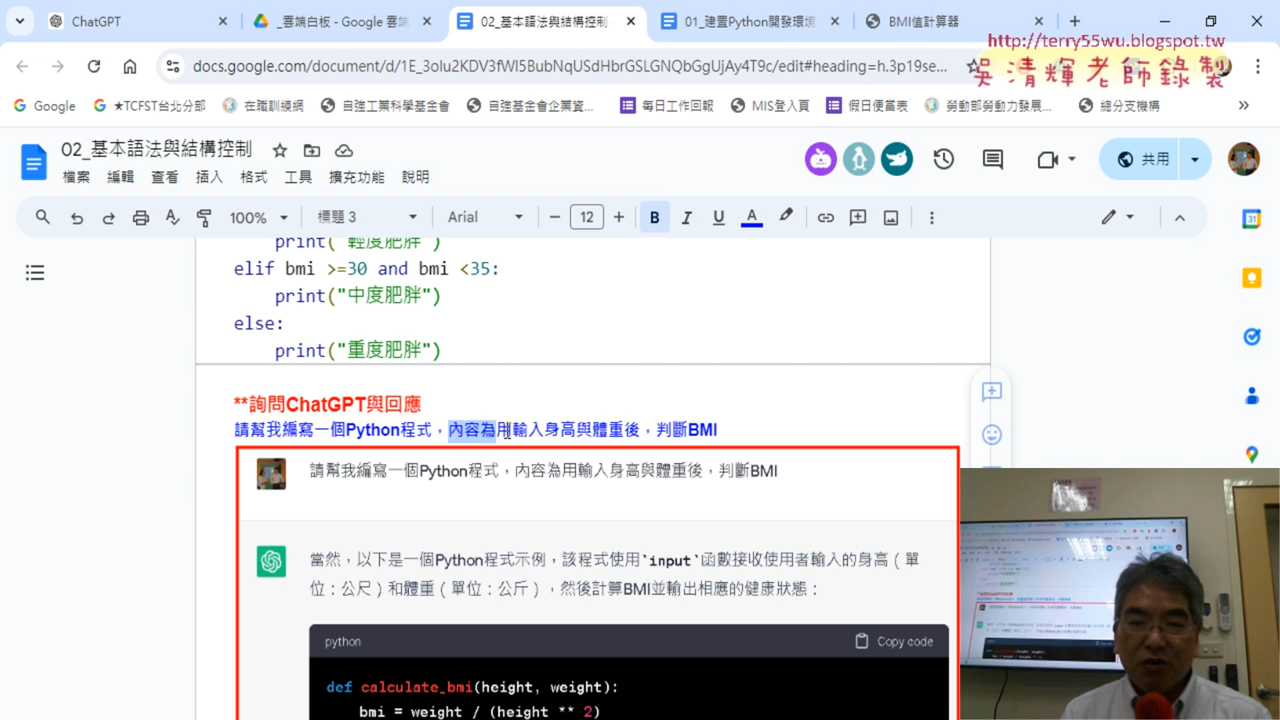 ChatGPT
_雲端白板 - Google 雲端
02_基本語法與結構控制
01_建置Python開發環境
BMI值計算器
http://terry55wu.blogspot.tw
吳清輝老師錄製
docs.google.com/document/d/1E_3olu2KDV3fWl5BubNqUSdHbrGSLGNQbGgUjAy4T9c/edit#heading=h.3p19se...
Google
★TCFST台北分部
在職訓練網
自強工業科學基金會
自強基金會企業資...
每日工作回報
MIS登入頁
假日便當表
勞動部勞動力發展...
總分支機構
02_基本語法與結構控制
共用
檔案 編輯 查看 插入 格式 工具 擴充功能 說明
100% 標題 3 Arial 12 B I U A
print("輕度肥胖")
elif bmi >=30 and bmi <35:
print("中度肥胖")
else:
print("重度肥胖")
**詢問ChatGPT與回應
請幫我編寫一個Python程式，內容為用輸入身高與體重後，判斷BMI
請幫我編寫一個Python程式，內容為用輸入身高與體重後，判斷BMI
當然，以下是一個Python程式示例，該程式使用`input`函數接收使用者輸入的身高（單
位：公尺）和體重（單位：公斤），然後計算BMI並輸出相應的健康狀態：
python
Copy code
def calculate_bmi(height, weight):
bmi = weight / (height ** 2)